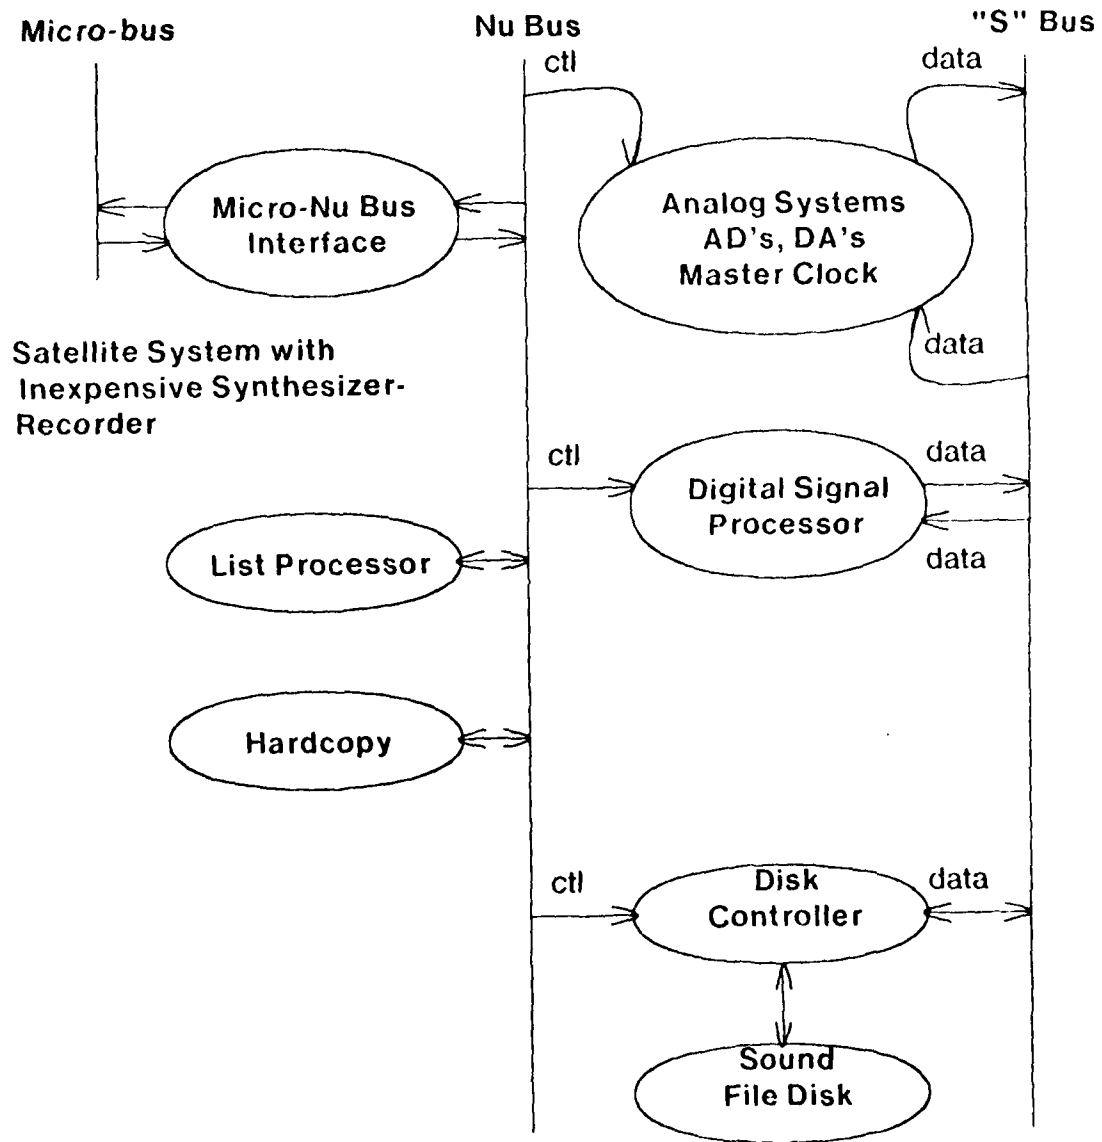 Micro-bus
Nu Bus
"S" Bus
ctl
data
Micro-Nu Bus
Interface
Analog Systems
AD's, DA's
Master Clock
data
Satellite System with
Inexpensive Synthesizer-
Recorder
ctl
data
Digital Signal
Processor
data
List Processor
Hardcopy
ctl
data
Disk
Controller
Sound
File Disk